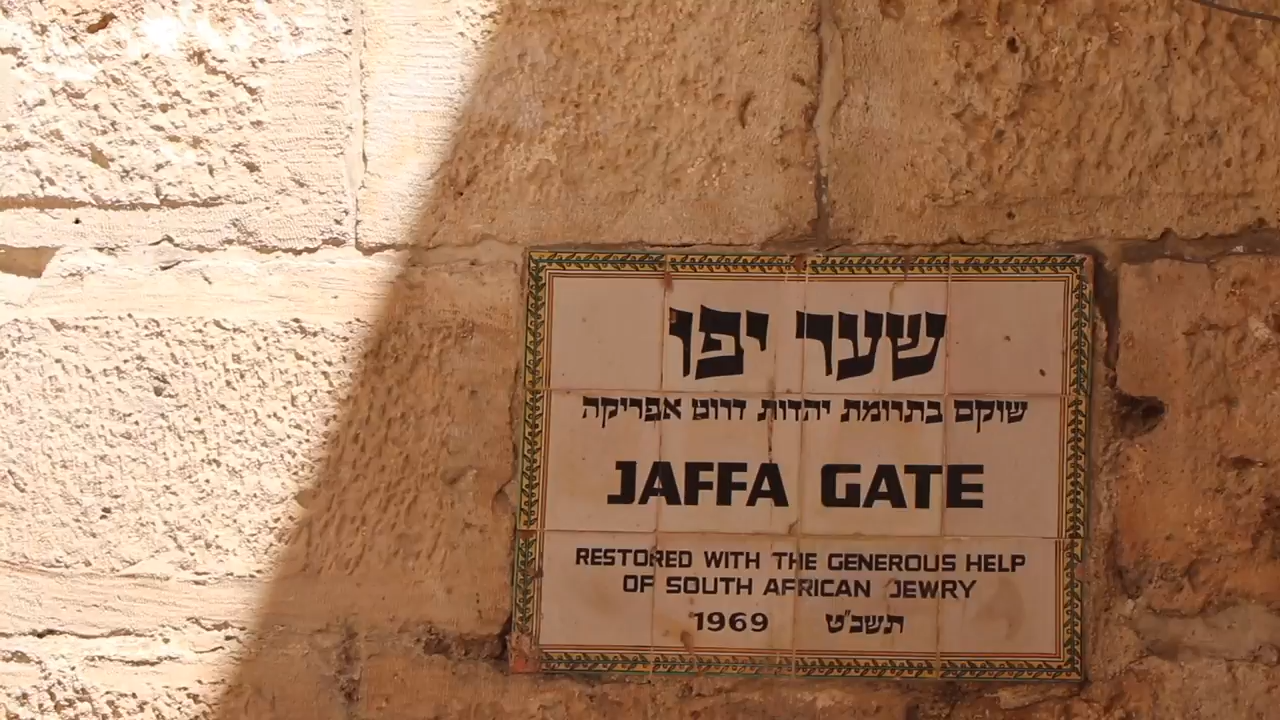 שער יפו
שוקם בתרומת יהדות דרום אפריקה
JAFFA GATE
RESTORED WITH THE GENEROUS HELP
OF SOUTH AFRICAN JEWRY
1969 תשכ"ט